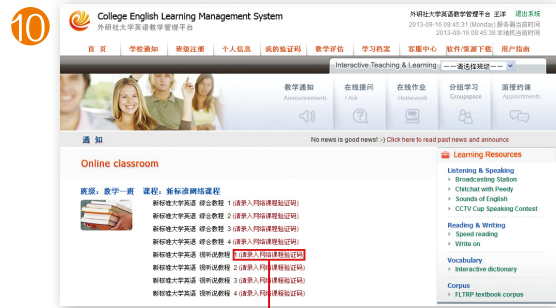 10
College English Learning Management System
外研社大学英语教学管理平台
外研社大学英语教学管理平台 王洋 退出系统
2013-09-16 09:45:31 (Monday) 服务器当前时间
2013-09-16 09:45:38 本地机当前时间
首 页 学校通知 班级注册 个人信息 我的验证码 教学评估 学习档案 客服中心 软件/资源下载 用户指南
Interactive Teaching & Learning ——请选择班级——
教学通知 在线提问 在线作业 分组学习 面授约课
Announcements I Ask Homework Groupspace Appointments
通 知
No news is good news! :-) Click here to read past news and announce
Online classroom
班级：数学一班 课程：新标准网络课程
新标准大学英语 综合教程 1 (请录入网络课程验证码)
新标准大学英语 综合教程 2 (请录入网络课程验证码)
新标准大学英语 综合教程 3 (请录入网络课程验证码)
新标准大学英语 综合教程 4 (请录入网络课程验证码)
新标准大学英语 视听说教程 1 (请录入网络课程验证码)
新标准大学英语 视听说教程 2 (请录入网络课程验证码)
新标准大学英语 视听说教程 3 (请录入网络课程验证码)
新标准大学英语 视听说教程 4 (请录入网络课程验证码)
Learning Resources
Listening & Speaking
Broadcasting Station
Chitchat with Peedy
Sounds of English
CCTV Cup Speaking Contest
Reading & Writing
Speed reading
Write on
Vocabulary
Interactive dictionary
Corpus
FLTRP textbook corpus